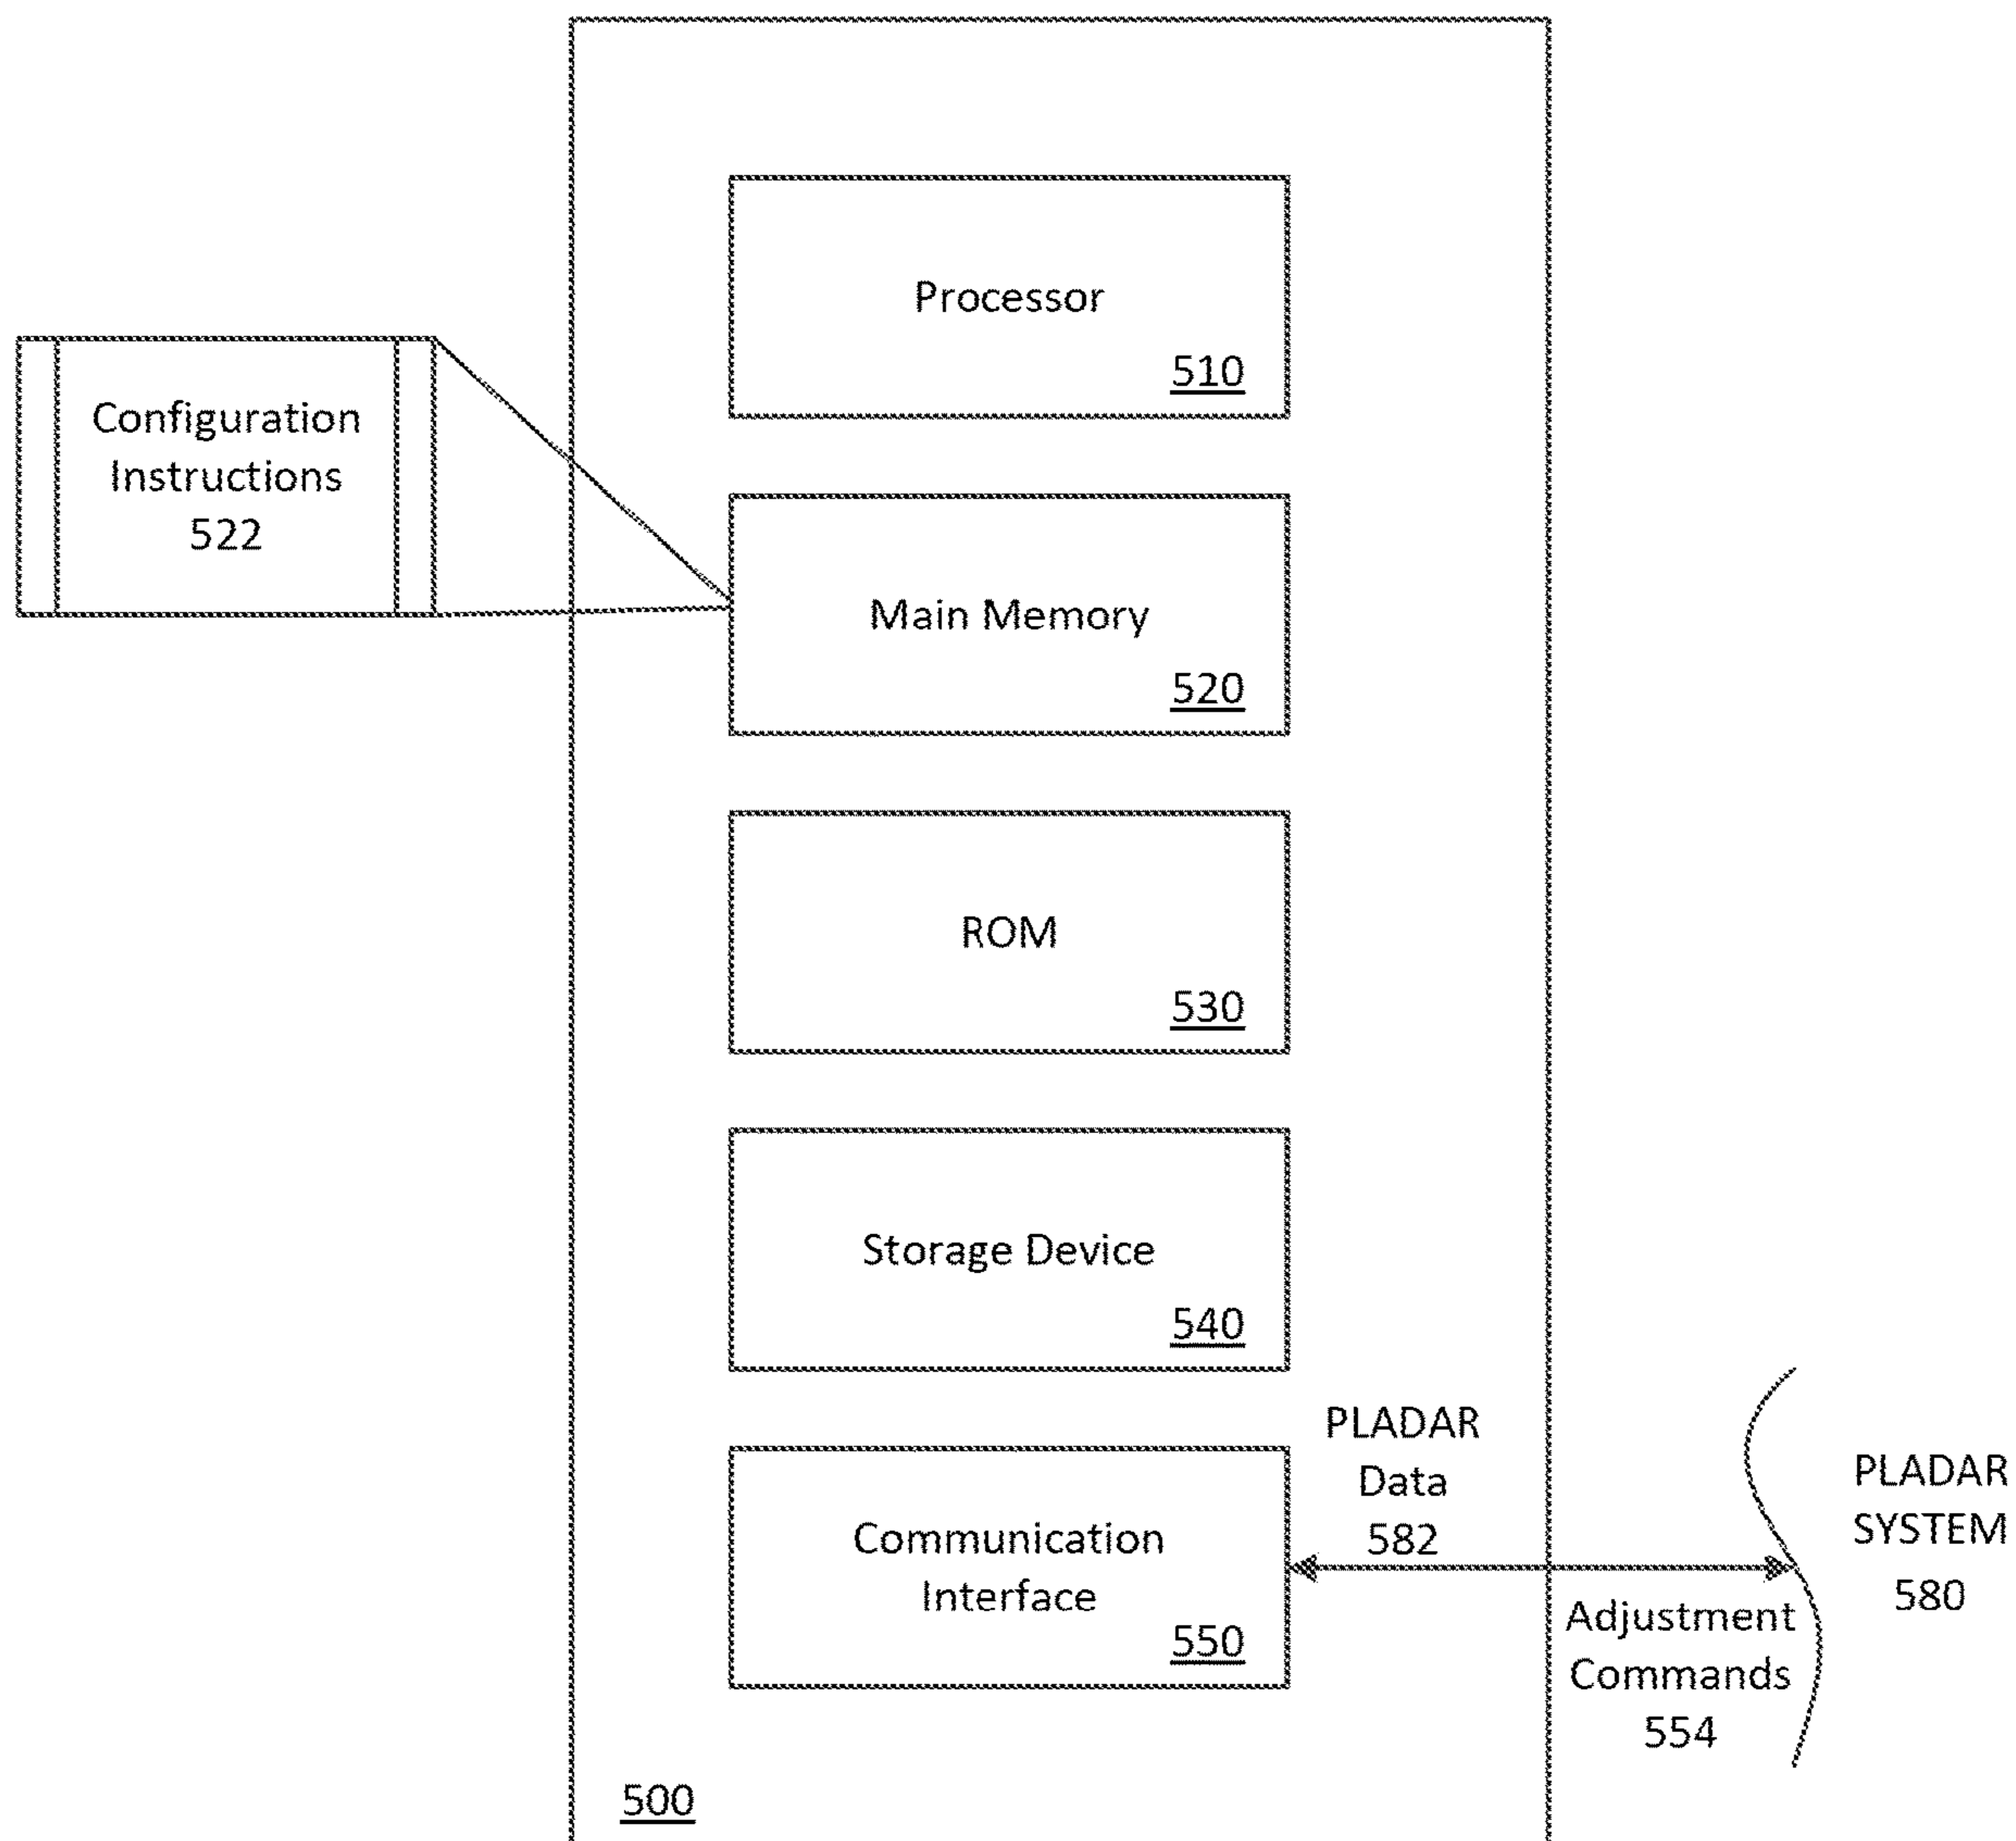 Processor
510
Configuration
Instructions
522
Main Memory
520
ROM
530
Storage Device
540
PLADAR
Data
582
Communication
Interface
550
PLADAR
SYSTEM
580
Adjustment
Commands
554
500